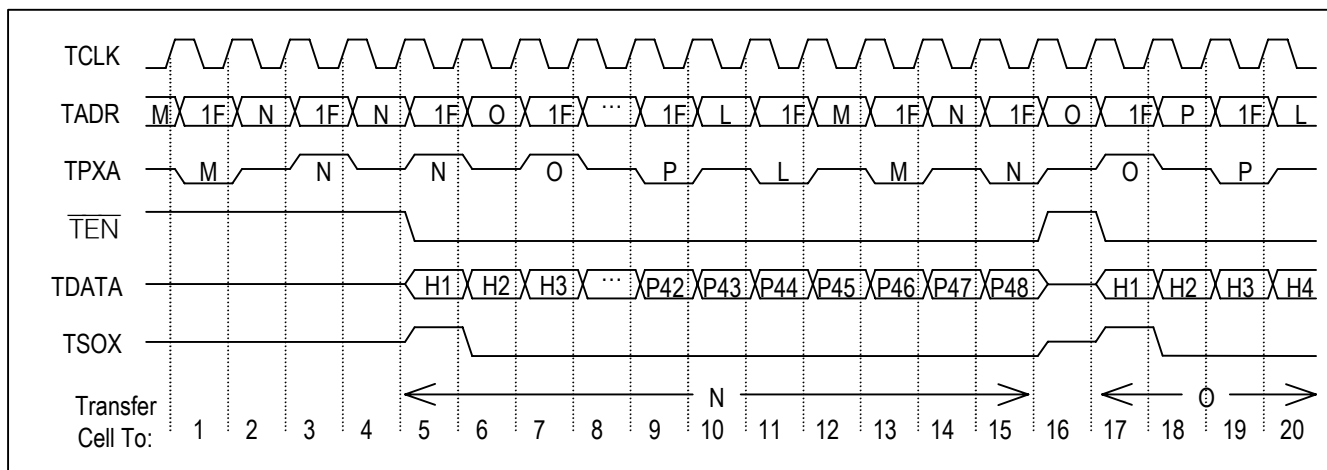 TCLK
TADR M 1F N 1F N 1F O 1F ... 1F L 1F M 1F N 1F O 1F P 1F L
TPXA M N N O P L M N O P
TEN
TDATA H1 H2 H3 ... P42 P43 P44 P45 P46 P47 P48 H1 H2 H3 H4
TSOX
N O
Transfer
Cell To: 1 2 3 4 5 6 7 8 9 10 11 12 13 14 15 16 17 18 19 20